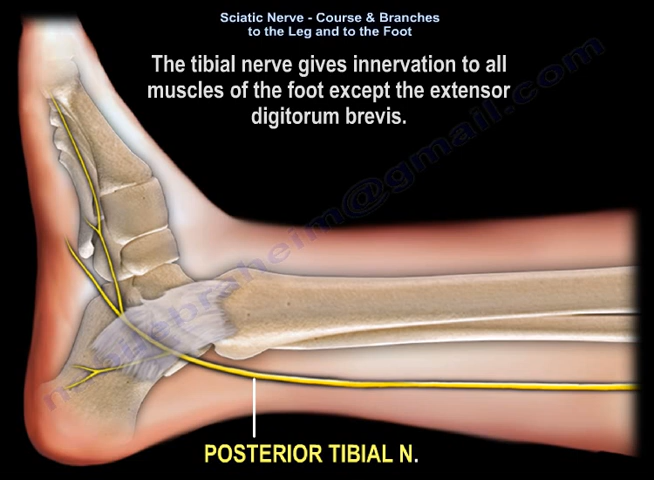 Sciatic Nerve - Course & Branches
to the Leg and to the Foot
The tibial nerve gives innervation to all
muscles of the foot except the extensor
digitorum brevis.
POSTERIOR TIBIAL N.